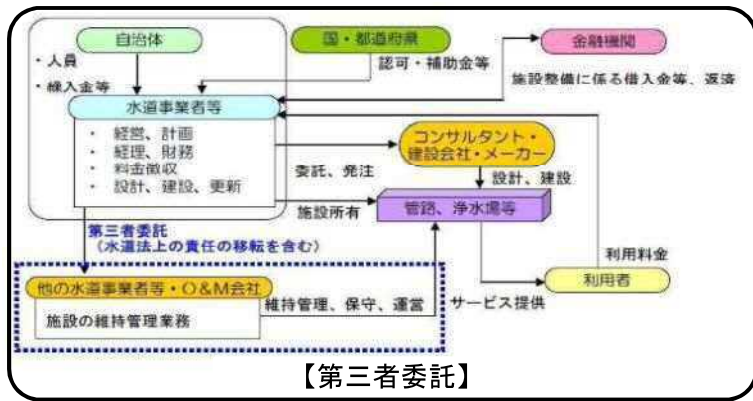 自治体
国・都道府県
金融機関
・人員
・繰入金等
認可・補助金等
施設整備に係る借入金等、返済
水道事業者等
・ 経営、計画
・ 経理、財務
・ 料金徴収
・ 設計、建設、更新
コンサルタント・
建設会社・メーカー
委託、発注
設計、建設
施設所有
管路、浄水場等
第三者委託
(水道法上の責任の移転を含む)
利用料金
利用者
他の水道事業者等・O&M会社
維持管理、保守、運営
サービス提供
施設の維持管理業務
【第三者委託】